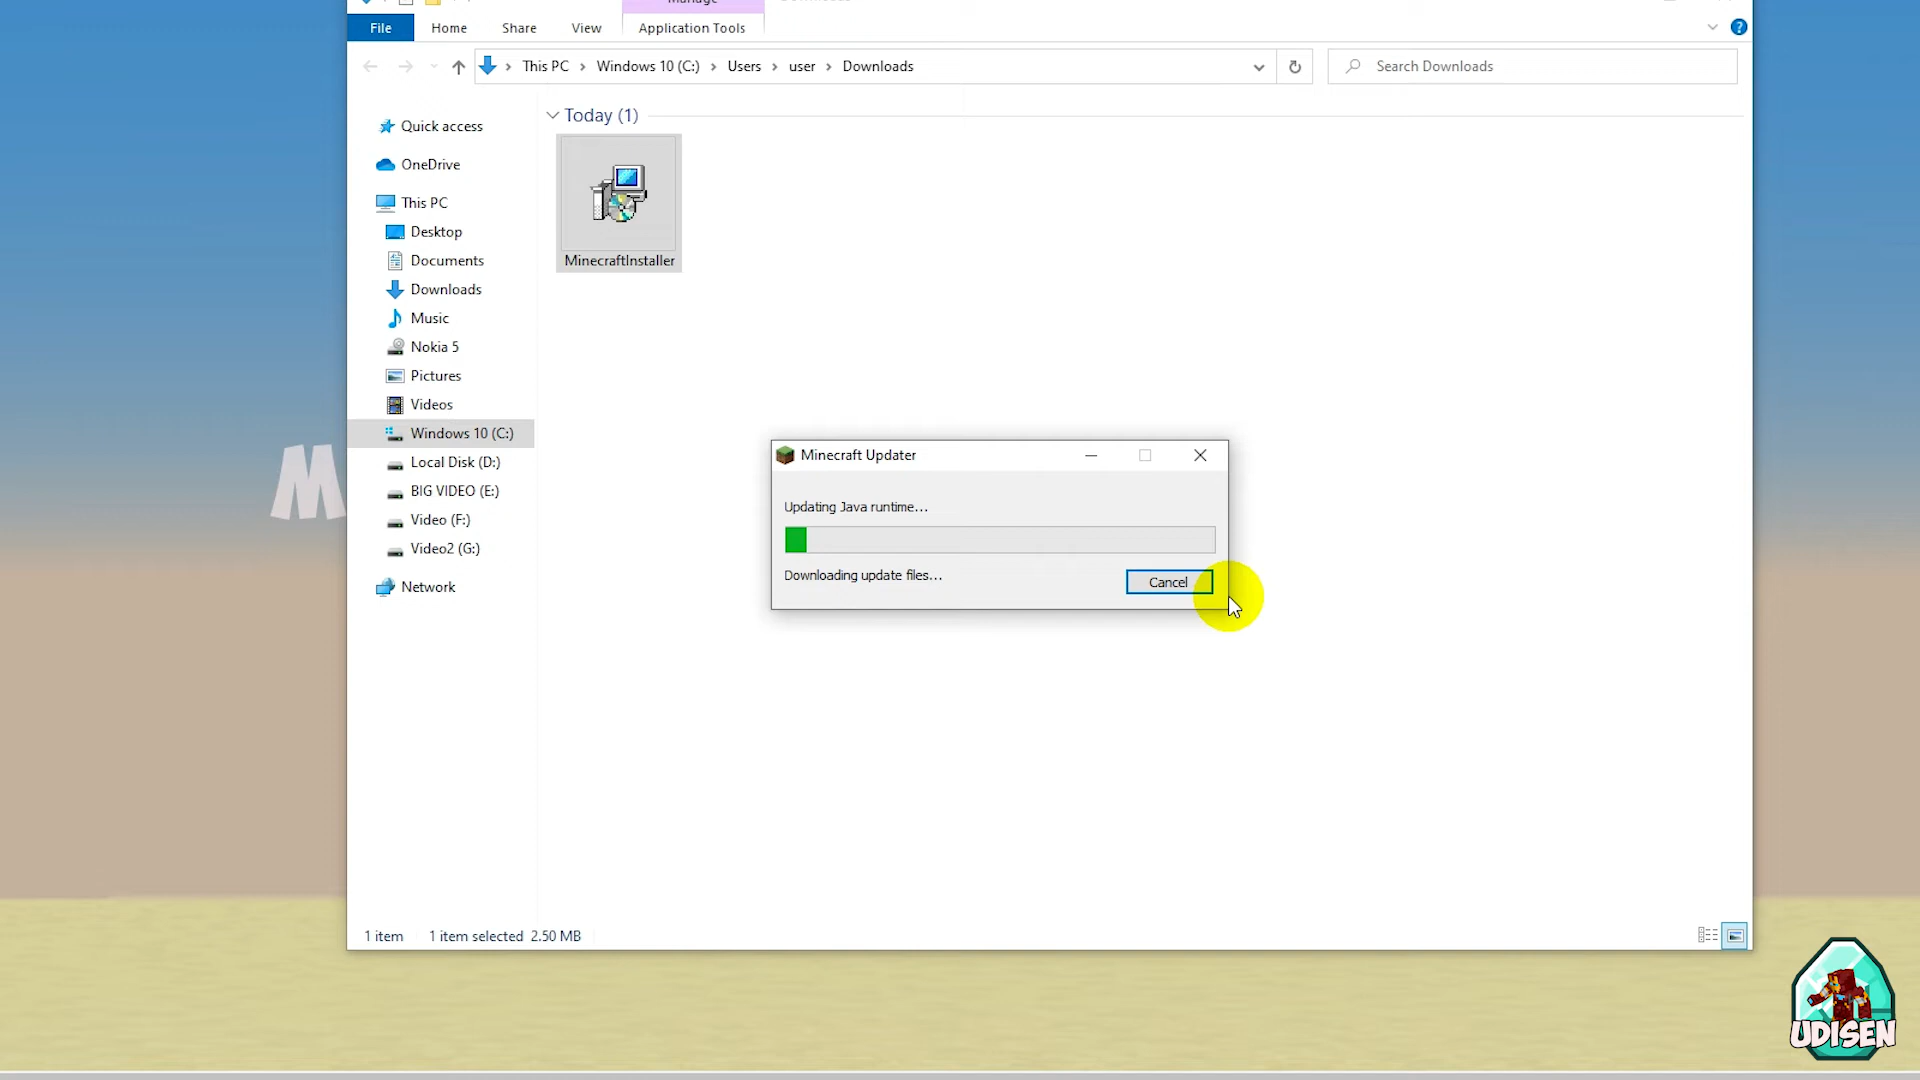 File Home Share View Application Tools
This PC Windows 10 (C:) Users user Downloads
Search Downloads
Quick access
OneDrive
This PC
Desktop
Documents
Downloads
Music
Nokia 5
Pictures
Videos
Windows 10 (C:)
Local Disk (D:)
BIG VIDEO (E:)
Video (F:)
Video2 (G:)
Network
Today (1)
MinecraftInstaller
Minecraft Updater
Updating Java runtime...
Downloading update files...
Cancel
1 item 1 item selected 2.50 MB
M
UDISEN